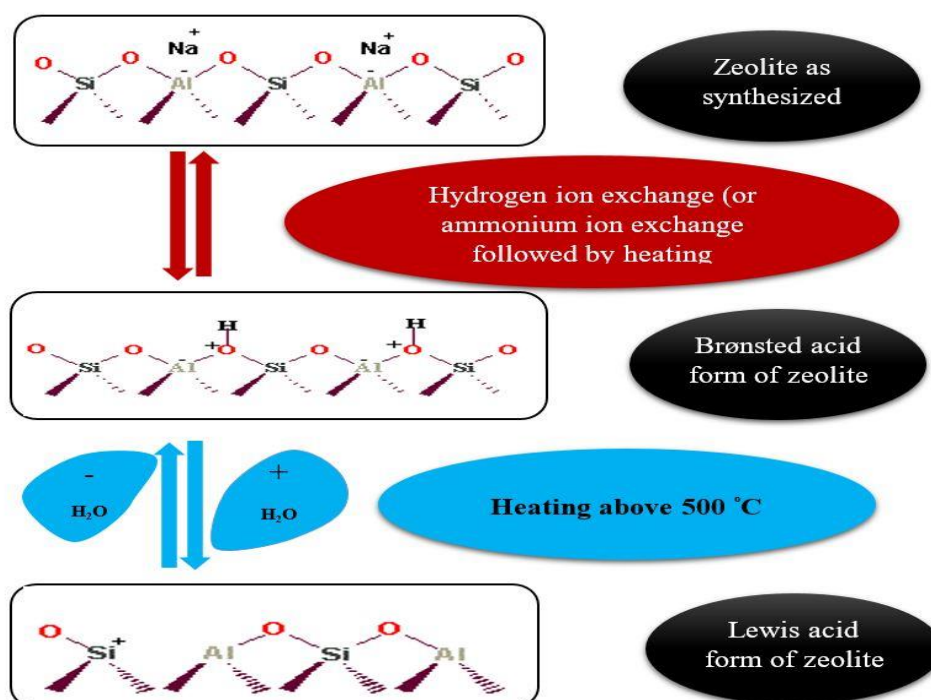 Na+ Na+
O O O O O O
Si Al- Si Al- Si
Zeolite as
synthesized
Hydrogen ion exchange (or
ammonium ion exchange
followed by heating
H H
O O O+ O O+ O
Si Al- Si Al- Si
Brønsted acid
form of zeolite
-
H₂O
+
H₂O
Heating above 500 °C
O O O
Si+ Al Si Al
Lewis acid
form of zeolite